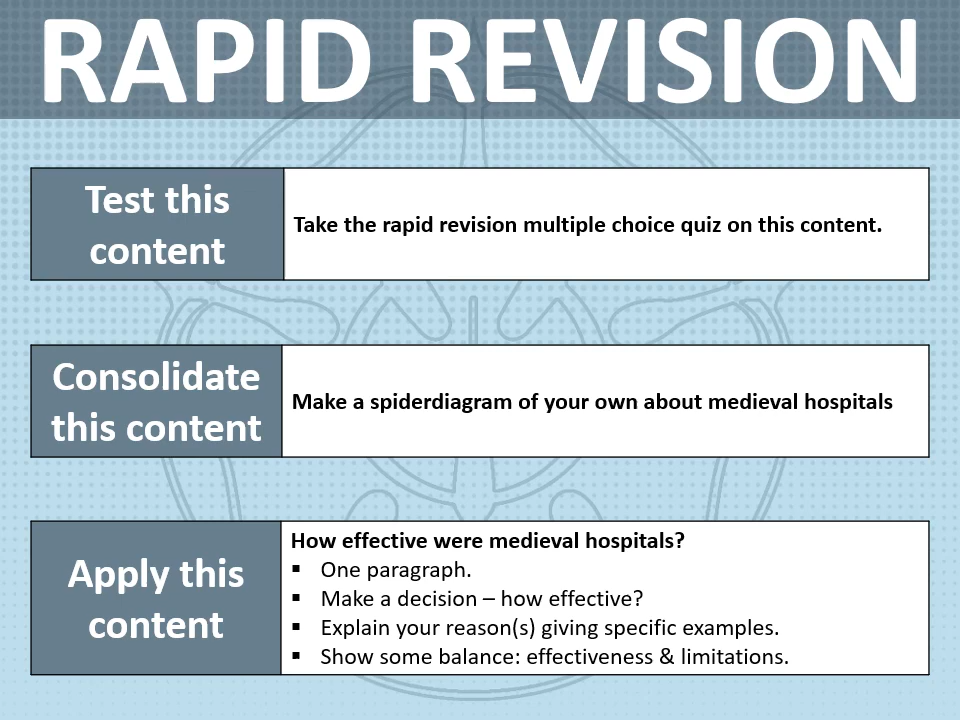 RAPID REVISION
Test this
content
Take the rapid revision multiple choice quiz on this content.
Consolidate
this content
Make a spiderdiagram of your own about medieval hospitals
Apply this
content
How effective were medieval hospitals?
▪ One paragraph.
▪ Make a decision – how effective?
▪ Explain your reason(s) giving specific examples.
▪ Show some balance: effectiveness & limitations.